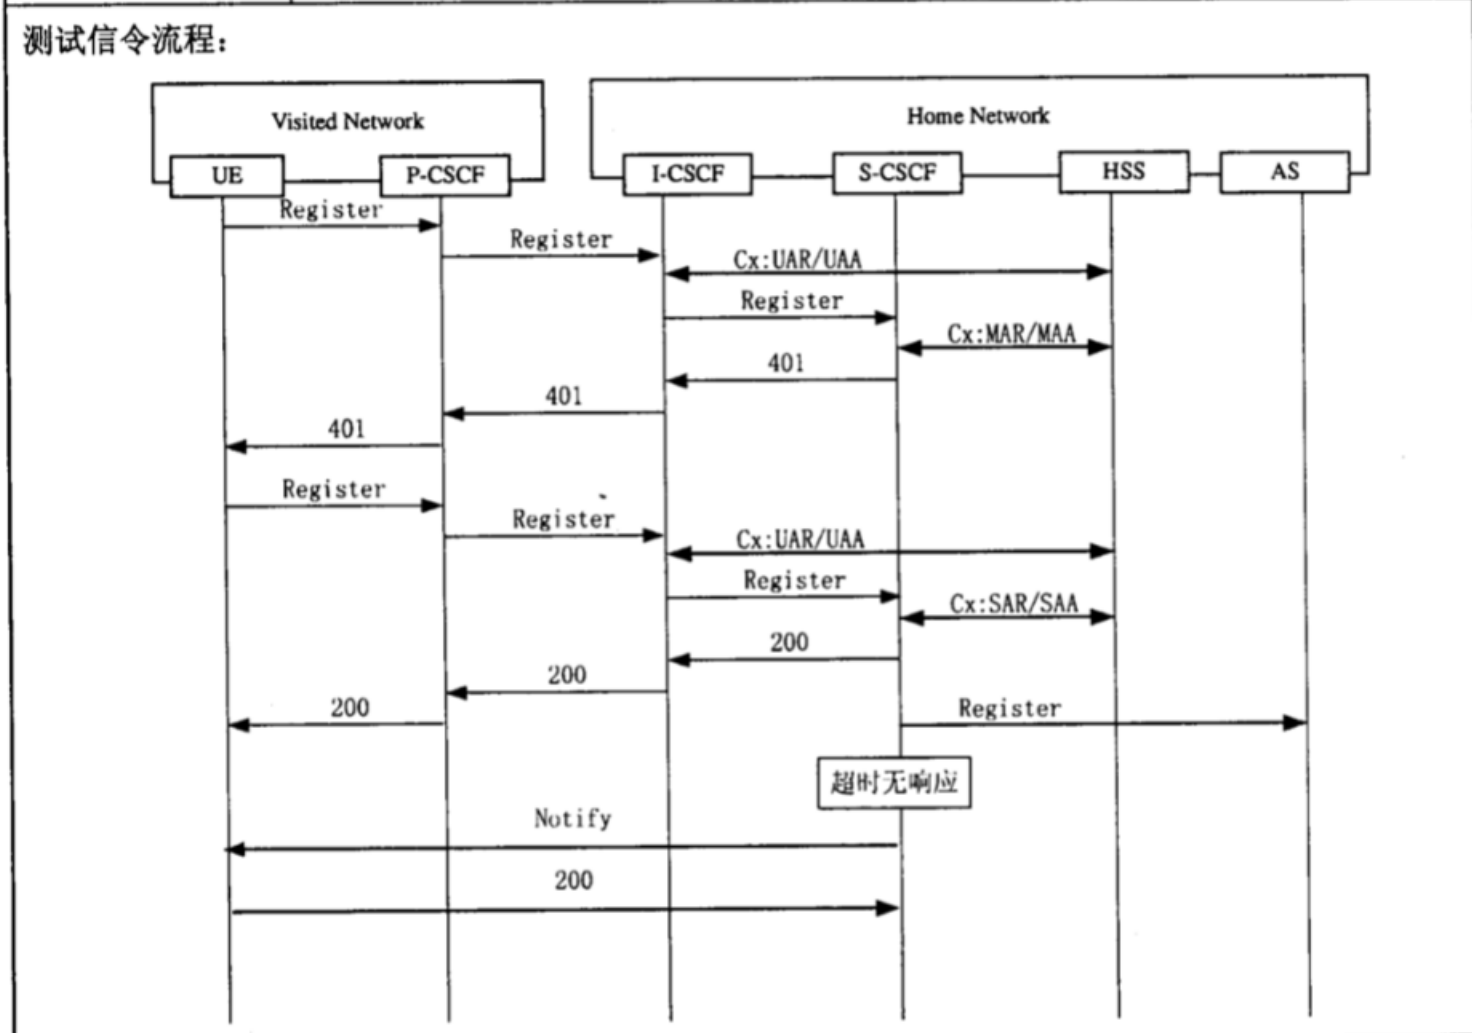 测试信令流程：
Visited Network
Home Network
UE
P-CSCF
I-CSCF
S-CSCF
HSS
AS
Register
Register
Cx:UAR/UAA
Register
Cx:MAR/MAA
401
401
401
Register
Register
Cx:UAR/UAA
Register
Cx:SAR/SAA
200
200
200
Register
超时无响应
Notify
200